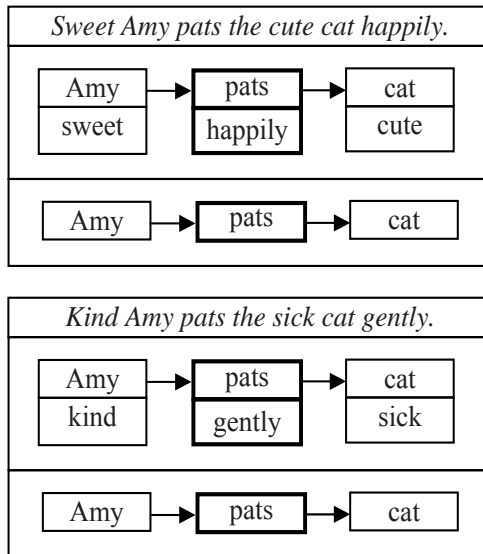 Sweet Amy pats the cute cat happily.
Amy pats cat
sweet happily cute
Amy pats cat
Kind Amy pats the sick cat gently.
Amy pats cat
kind gently sick
Amy pats cat